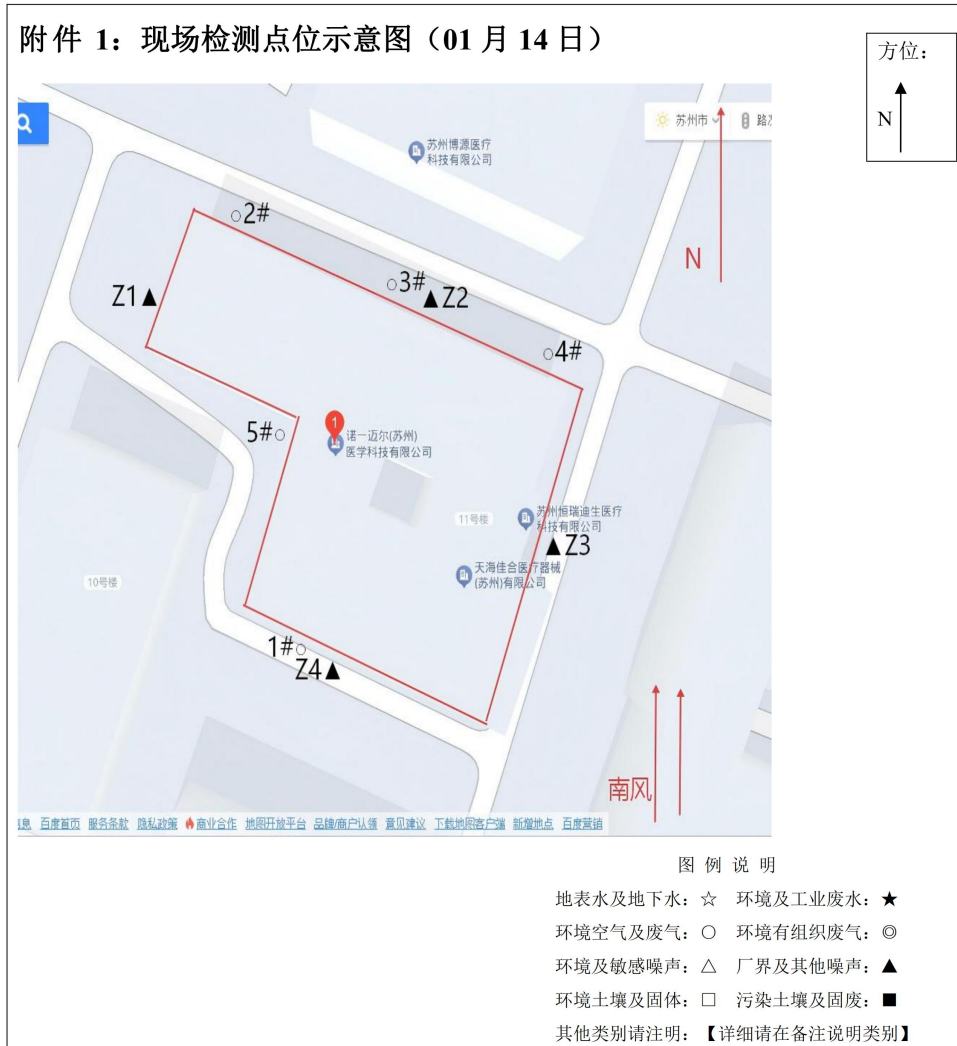 附件 1：现场检测点位示意图（01 月 14 日）
方位：
N
苏州市
苏州博源医疗
科技有限公司
2#
N
3#
Z1▲
▲Z2
4#
1
5#
诺一迈尔(苏州)
医学科技有限公司
11号楼
苏州恒瑞迪生医疗
科技有限公司
▲Z3
天海佳合医疗器械
(苏州)有限公司
10号楼
1#
Z4▲
南风
百度首页 服务条款 隐私政策 商业合作 地图开放平台 品牌/商户认领 意见建议 下载地图客户端 新增地点 百度营销
图 例 说 明
地表水及地下水：☆ 环境及工业废水：★
环境空气及废气：○ 环境有组织废气：◎
环境及敏感噪声：△ 厂界及其他噪声：▲
环境土壤及固体：□ 污染土壤及固废：■
其他类别请注明：【详细请在备注说明类别】